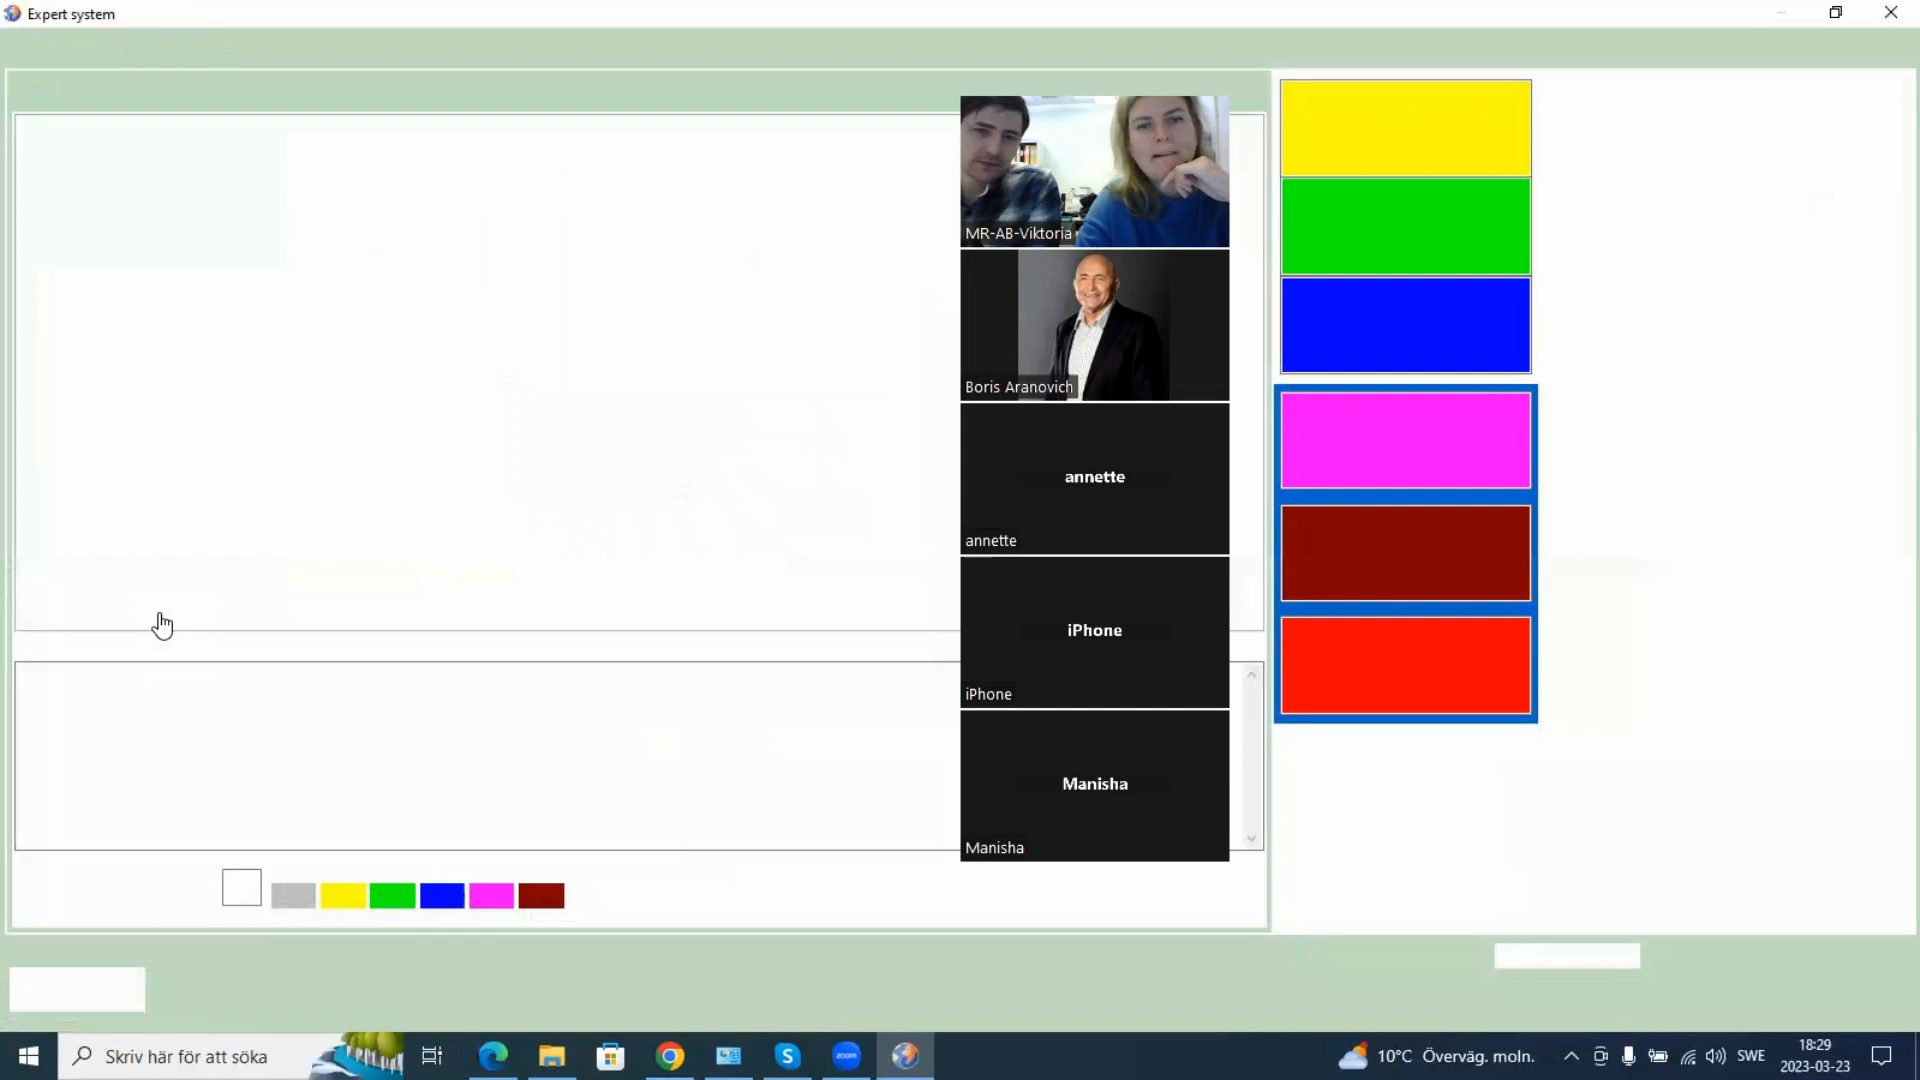 Expert system
MR-AB-Viktoria
Boris Aranovich
annette
annette
iPhone
iPhone
Manisha
Manisha
Skriv här för att söka
S
zoom
10°C Överväg. moln.
SWE
18:29
2023-03-23